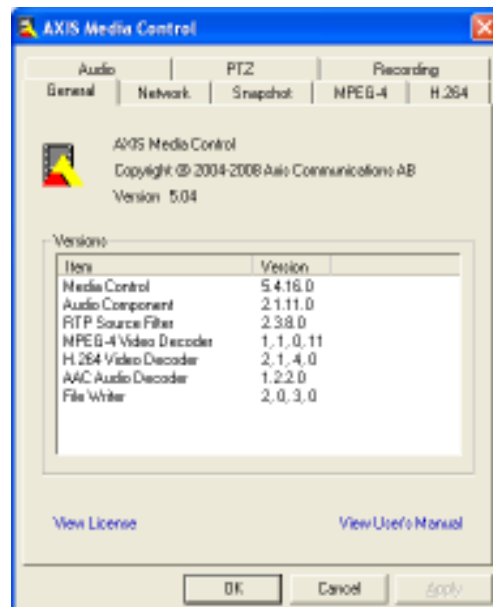 AXIS Media Control
Audio PTZ Recording
General Network Snapshot MPEG-4 H.264
AXIS Media Control
Copyright © 2004-2008 Axis Communications AB
Version 5.04
Versions
Item Version
Media Control 5.4.16.0
Audio Component 2.1.11.0
RTP Source Filter 2.3.8.0
MPEG-4 Video Decoder 1, 1, 0, 11
H.264 Video Decoder 2, 1, 4, 0
AAC Audio Decoder 1.2.2.0
File Writer 2, 0, 3, 0
View License View User's Manual
OK Cancel Apply